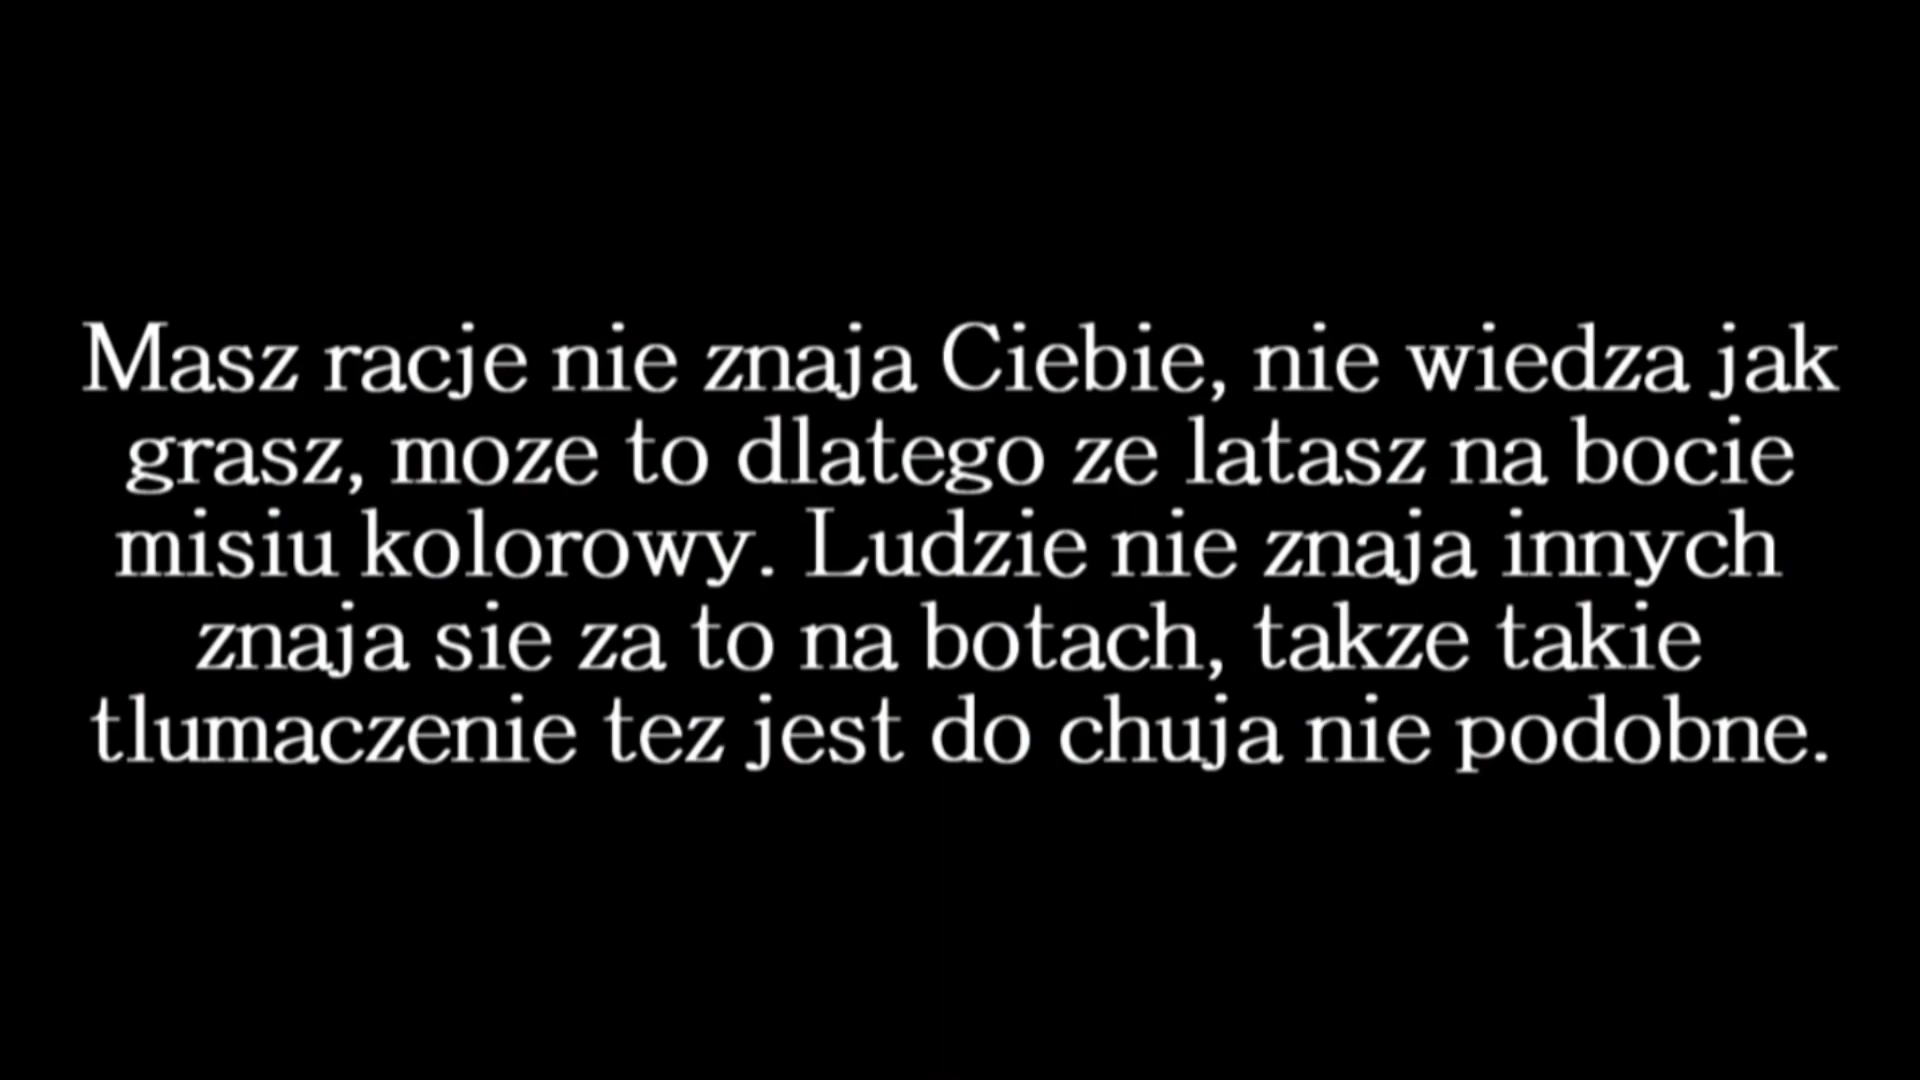 Masz racje nie znaja Ciebie, nie wiedza jak
grasz, moze to dlatego ze latasz na bocie
misiu kolorowy. Ludzie nie znaja innych
znaja sie za to na botach, takze takie
tlumaczenie tez jest do chuja nie podobne.